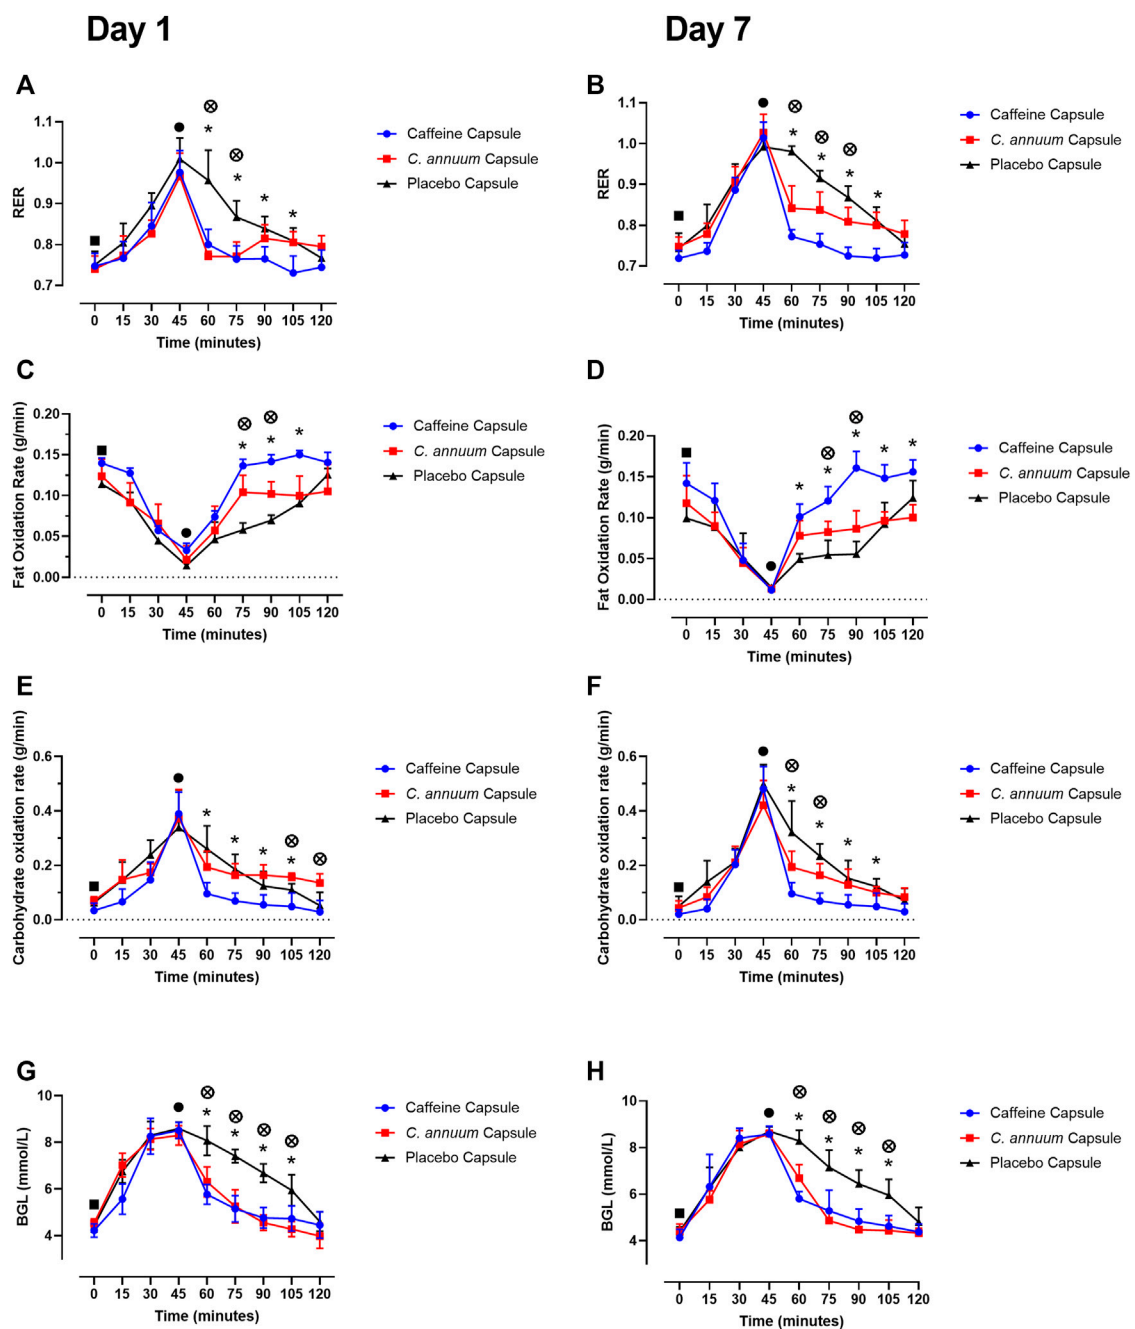 Day 1
Day 7
A
RER
1.1
1.0
0.9
0.8
0.7
0 15 30 45 60 75 90 105 120
Time (minutes)
Caffeine Capsule
C. annuum Capsule
Placebo Capsule
B
RER
1.1
1.0
0.9
0.8
0.7
0 15 30 45 60 75 90 105 120
Time (minutes)
Caffeine Capsule
C. annuum Capsule
Placebo Capsule
C
Fat Oxidation Rate (g/min)
0.20
0.15
0.10
0.05
0.00
0 15 30 45 60 75 90 105 120
Time (minutes)
Caffeine Capsule
C. annuum Capsule
Placebo Capsule
D
Fat Oxidation Rate (g/min)
0.20
0.15
0.10
0.05
0.00
0 15 30 45 60 75 90 105 120
Time (minutes)
Caffeine Capsule
C. annuum Capsule
Placebo Capsule
E
Carbohydrate oxidation rate (g/min)
0.6
0.4
0.2
0.0
0 15 30 45 60 75 90 105 120
Time (minutes)
Caffeine Capsule
C. annuum Capsule
Placebo Capsule
F
Carbohydrate oxidation rate (g/min)
0.6
0.4
0.2
0.0
0 15 30 45 60 75 90 105 120
Time (minutes)
Caffeine Capsule
C. annuum Capsule
Placebo Capsule
G
BGL (mmol/L)
10
8
6
4
0 15 30 45 60 75 90 105 120
Time (minutes)
Caffeine Capsule
C. annuum Capsule
Placebo Capsule
H
BGL (mmol/L)
10
8
6
4
0 15 30 45 60 75 90 105 120
Time (minutes)
Caffeine Capsule
C. annuum Capsule
Placebo Capsule